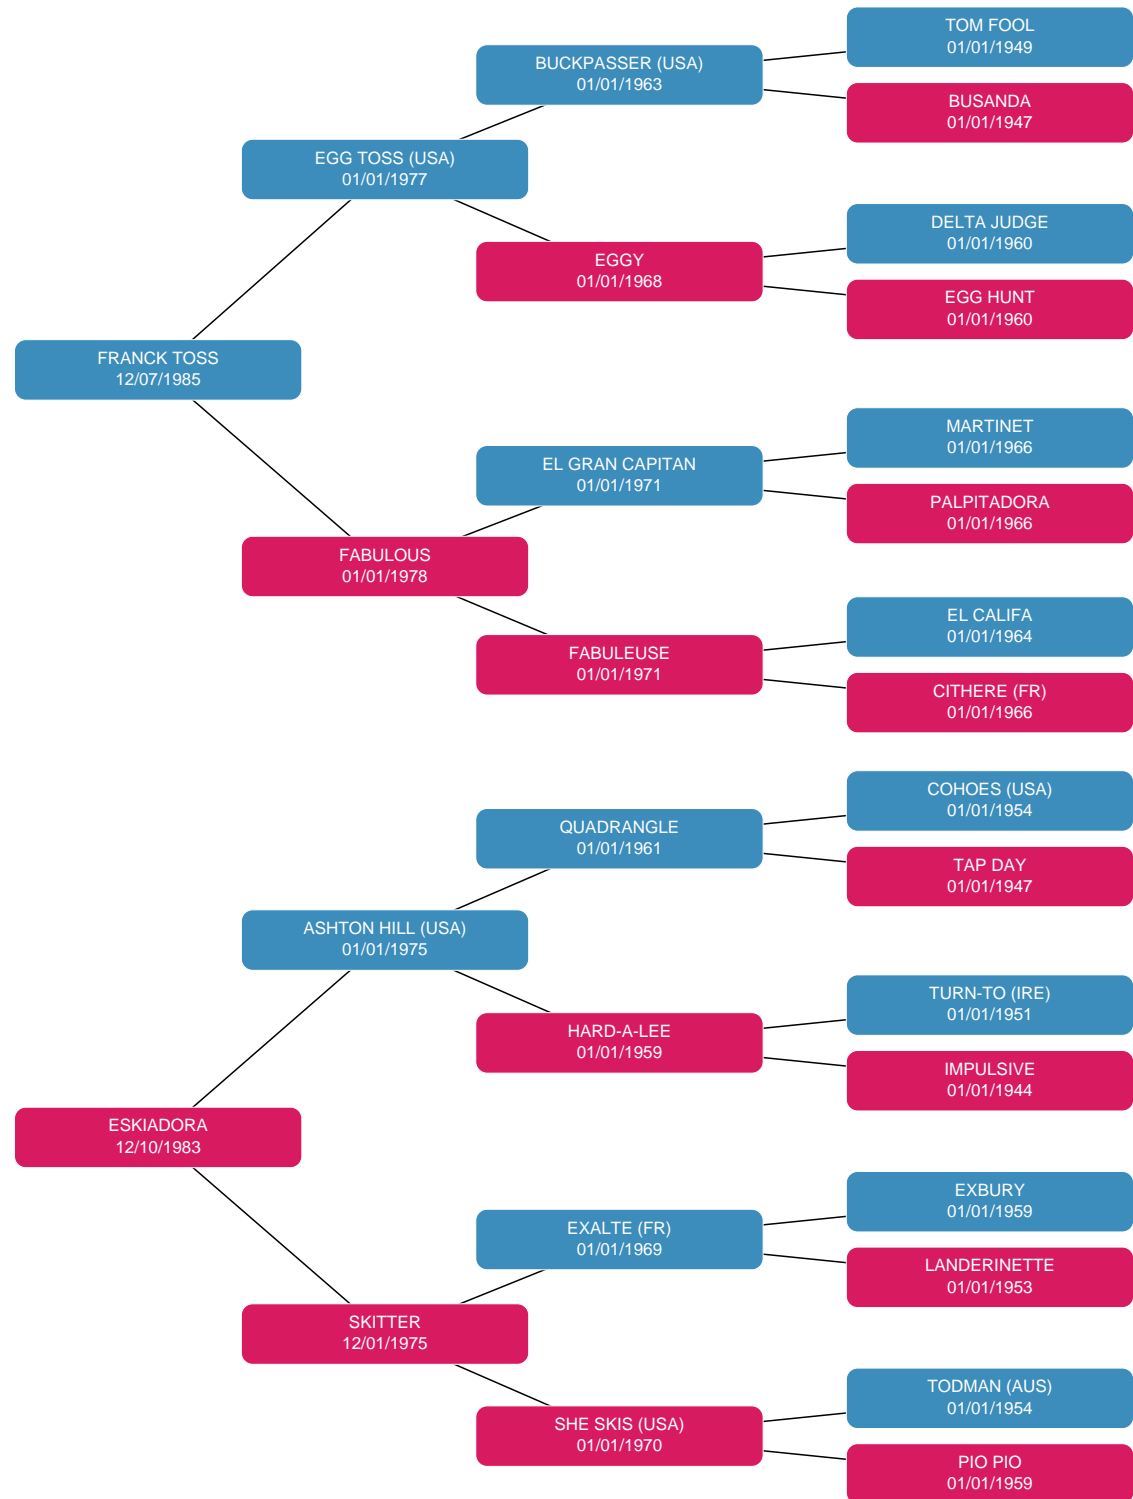 TOM FOOL
01/01/1949
BUCKPASSER (USA)
01/01/1963
BUSANDA
01/01/1947
EGG TOSS (USA)
01/01/1977
DELTA JUDGE
01/01/1960
EGGY
01/01/1968
EGG HUNT
01/01/1960
FRANCK TOSS
12/07/1985
MARTINET
01/01/1966
EL GRAN CAPITAN
01/01/1971
PALPITADORA
01/01/1966
FABULOUS
01/01/1978
EL CALIFA
01/01/1964
FABULEUSE
01/01/1971
CITHERE (FR)
01/01/1966
COHOES (USA)
01/01/1954
QUADRANGLE
01/01/1961
TAP DAY
01/01/1947
ASHTON HILL (USA)
01/01/1975
TURN-TO (IRE)
01/01/1951
HARD-A-LEE
01/01/1959
IMPULSIVE
01/01/1944
ESKIADORA
12/10/1983
EXBURY
01/01/1959
EXALTE (FR)
01/01/1969
LANDERINETTE
01/01/1953
SKITTER
12/01/1975
TODMAN (AUS)
01/01/1954
SHE SKIS (USA)
01/01/1970
PIO PIO
01/01/1959